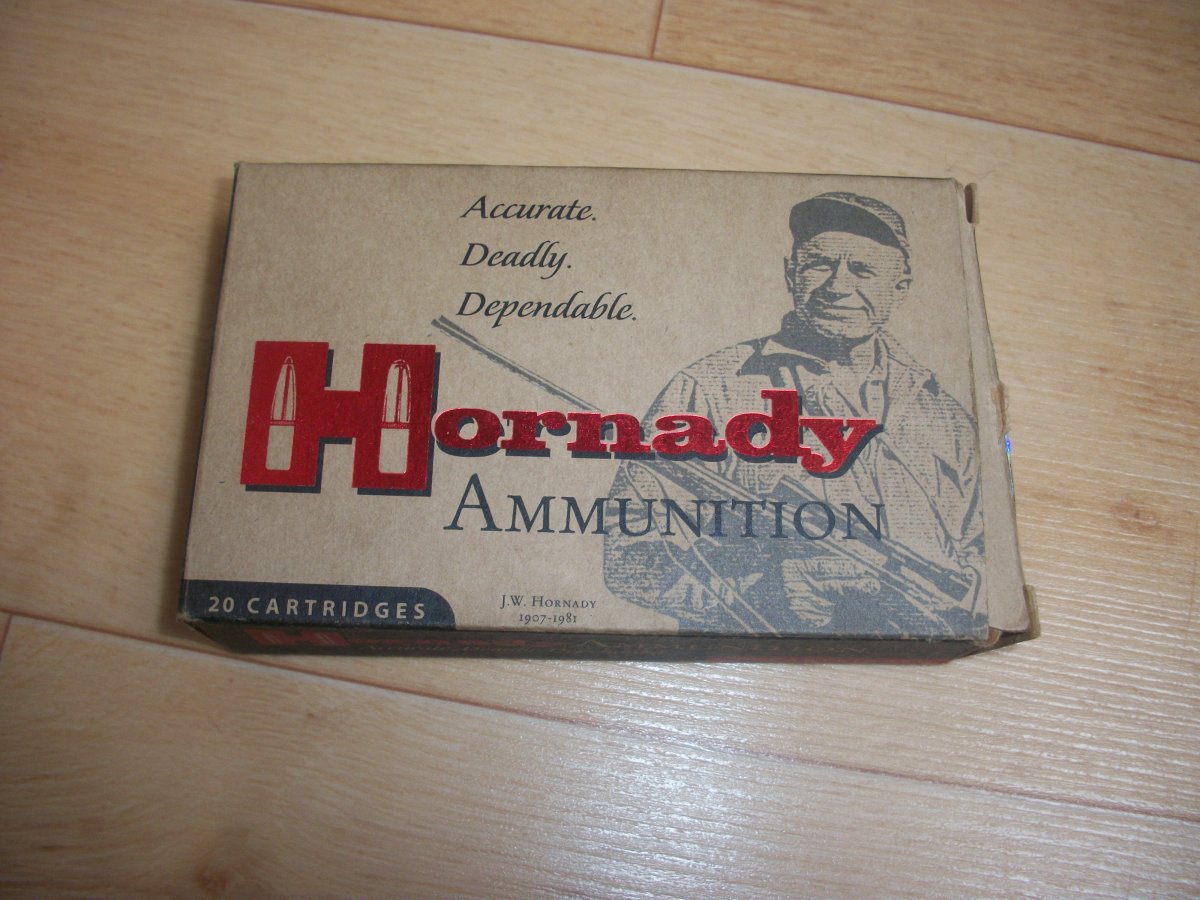 Accurate.
Deadly.
Dependable.
Hornady
AMMUNITION
20 CARTRIDGES
J.W. HORNADY
1907-1981